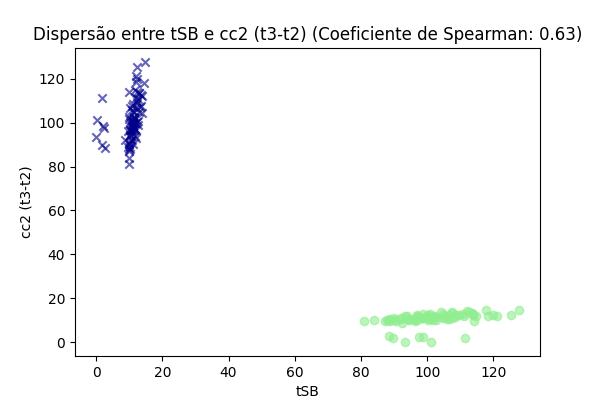 Dispersão entre tSB e cc2 (t3-t2) (Coeficiente de Spearman: 0.63)
120
100
80
60
40
20
0
cc2 (t3-t2)
0 20 40 60 80 100 120
tSB